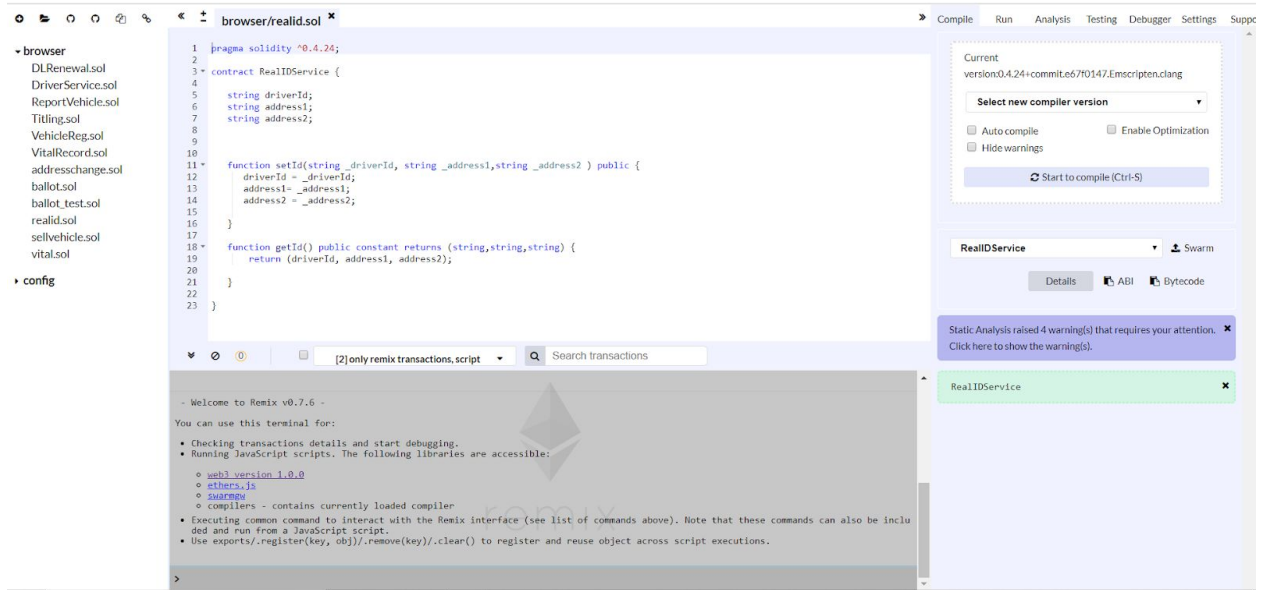 browser/realid.sol
Compile Run Analysis Testing Debugger Settings Suppo
browser
DLRenewal.sol
DriverService.sol
ReportVehicle.sol
Titling.sol
VehicleReg.sol
VitalRecord.sol
addresschange.sol
ballot.sol
ballot_test.sol
realid.sol
sellvehicle.sol
vital.sol
config
1 pragma solidity ^0.4.24;
2
3 contract RealIDService {
4
5 string driverId;
6 string address1;
7 string address2;
8
9
10
11 function setId(string _driverId, string _address1,string _address2 ) public {
12 driverId = _driverId;
13 address1= _address1;
14 address2 = _address2;
15
16 }
17
18 function getId() public constant returns (string,string,string) {
19 return (driverId, address1, address2);
20
21 }
22
23 }
0
[2] only remix transactions, script
Search transactions
- Welcome to Remix v0.7.6 -
You can use this terminal for:
• Checking transactions details and start debugging.
• Running JavaScript scripts. The following libraries are accessible:
web3 version 1.0.0
ethers.js
swarmgw
compilers - contains currently loaded compiler
• Executing common command to interact with the Remix interface (see list of commands above). Note that these commands can also be inclu
ded and run from a JavaScript script.
• Use exports/.register(key, obj)/.remove(key)/.clear() to register and reuse object across script executions.
remix
>
Current
version:0.4.24+commit.e67f0147.Emscripten.clang
Select new compiler version
Auto compile Enable Optimization
Hide warnings
Start to compile (Ctrl-S)
RealIDService Swarm
Details ABI Bytecode
Static Analysis raised 4 warning(s) that requires your attention.
Click here to show the warning(s).
RealIDService